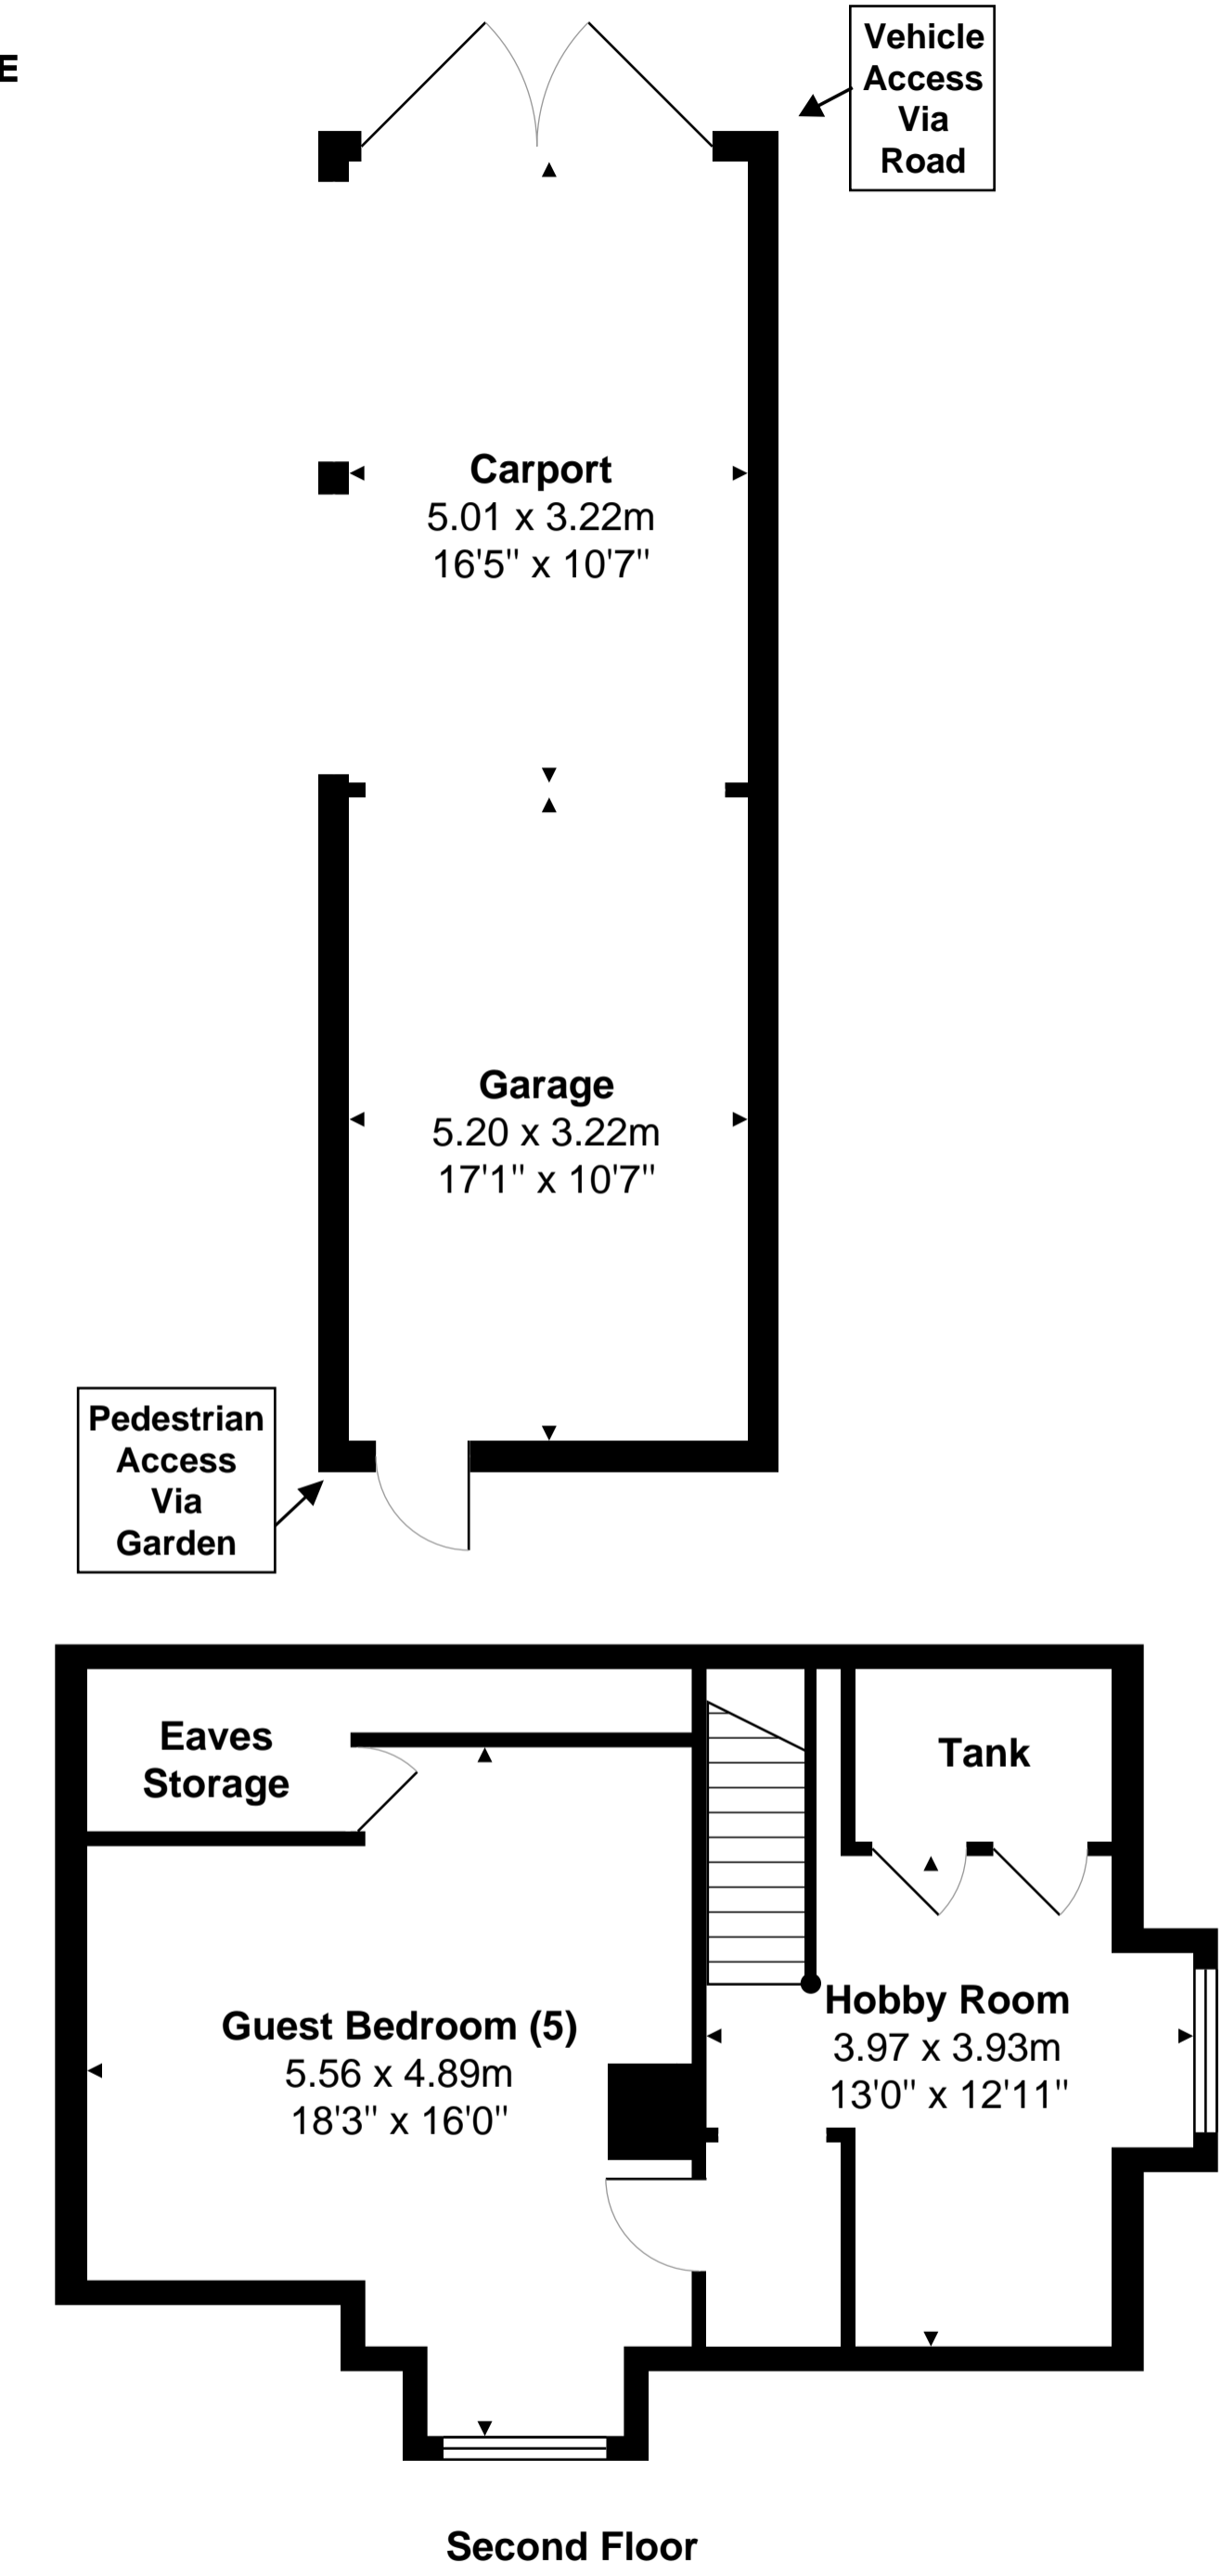 E
Vehicle
Access
Via
Road
Carport
5.01 x 3.22m
16'5" x 10'7"
Garage
5.20 x 3.22m
17'1" x 10'7"
Pedestrian
Access
Via
Garden
Eaves
Storage
Tank
Guest Bedroom (5)
5.56 x 4.89m
18'3" x 16'0"
Hobby Room
3.97 x 3.93m
13'0" x 12'11"
Second Floor